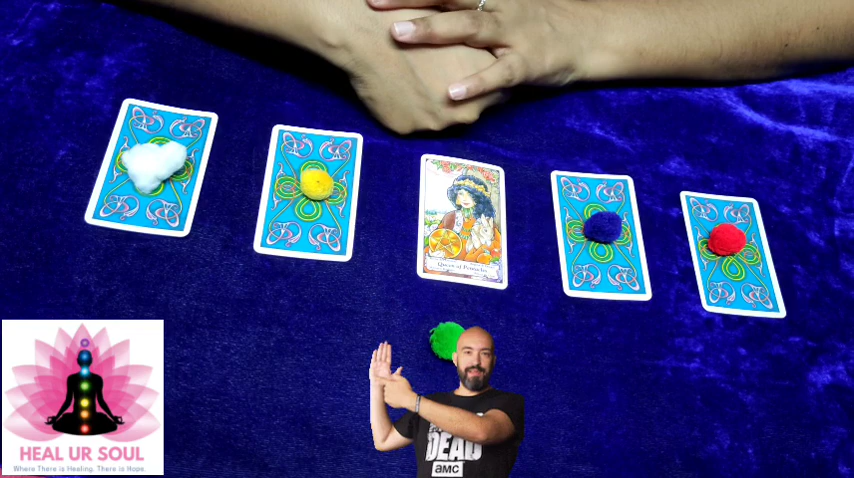 Queen of Pentacles
HEAL UR SOUL
Where There is Healing. There is Hope.
DEAD
AMC